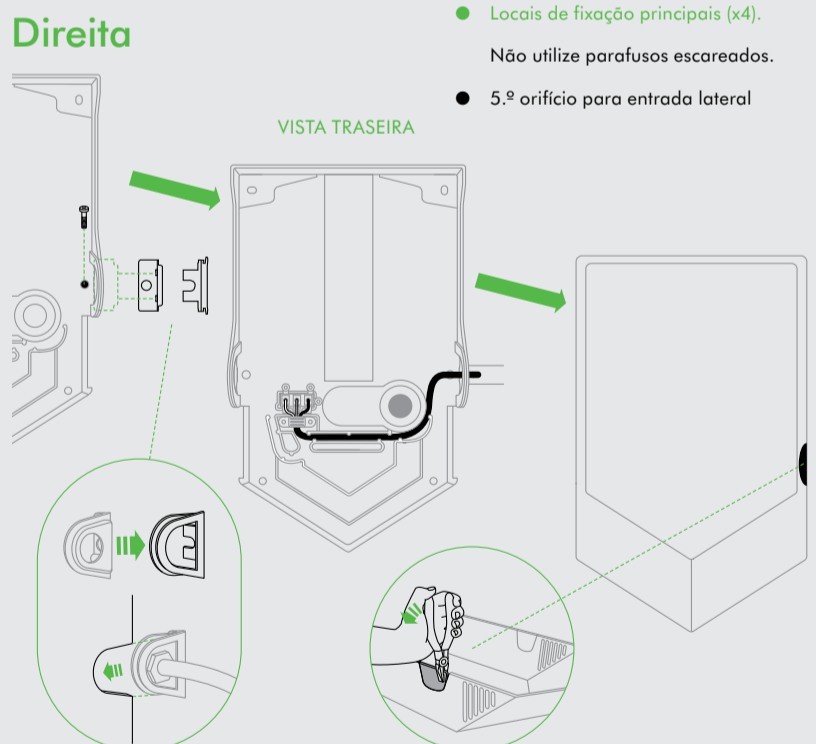 Direita
Locais de fixação principais (x4).
Não utilize parafusos escareados.
5.º orifício para entrada lateral
VISTA TRASEIRA